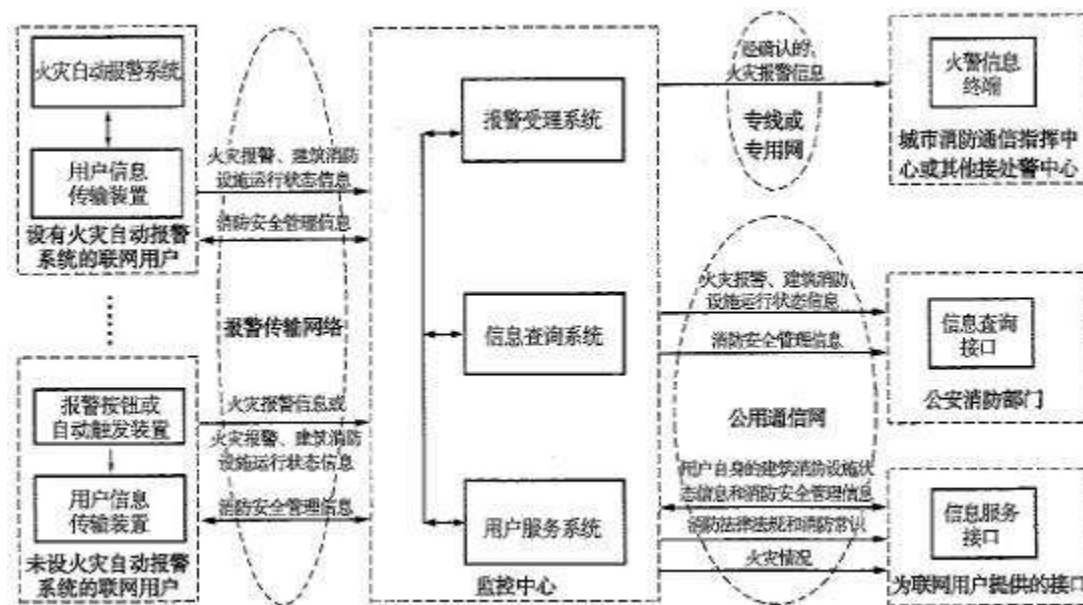 火灾自动报警系统
用户信息
传输装置
设有火灾自动报警
系统的联网用户
报警按钮或
自动触发装置
用户信息
传输装置
未设火灾自动报警
系统的联网用户
火灾报警、建筑消防
设施运行状态信息
消防安全管理信息
报警传输网络
火灾报警信息或
火灾报警、建筑消防
设施运行状态信息
消防安全管理信息
报警受理系统
信息查询系统
用户服务系统
监控中心
经确认的
火灾报警信息
专线或
专用网
火灾报警、建筑消防
设施运行状态信息
消防安全管理信息
公用通信网
用户自身的建筑消防设施状
态信息和消防安全管理信息
消防法律法规和消防常识
火灾情况
火警信息
终端
城市消防通信指挥中
心或其他接处警中心
信息查询
接口
公安消防部门
信息服务
接口
为联网用户提供的接口